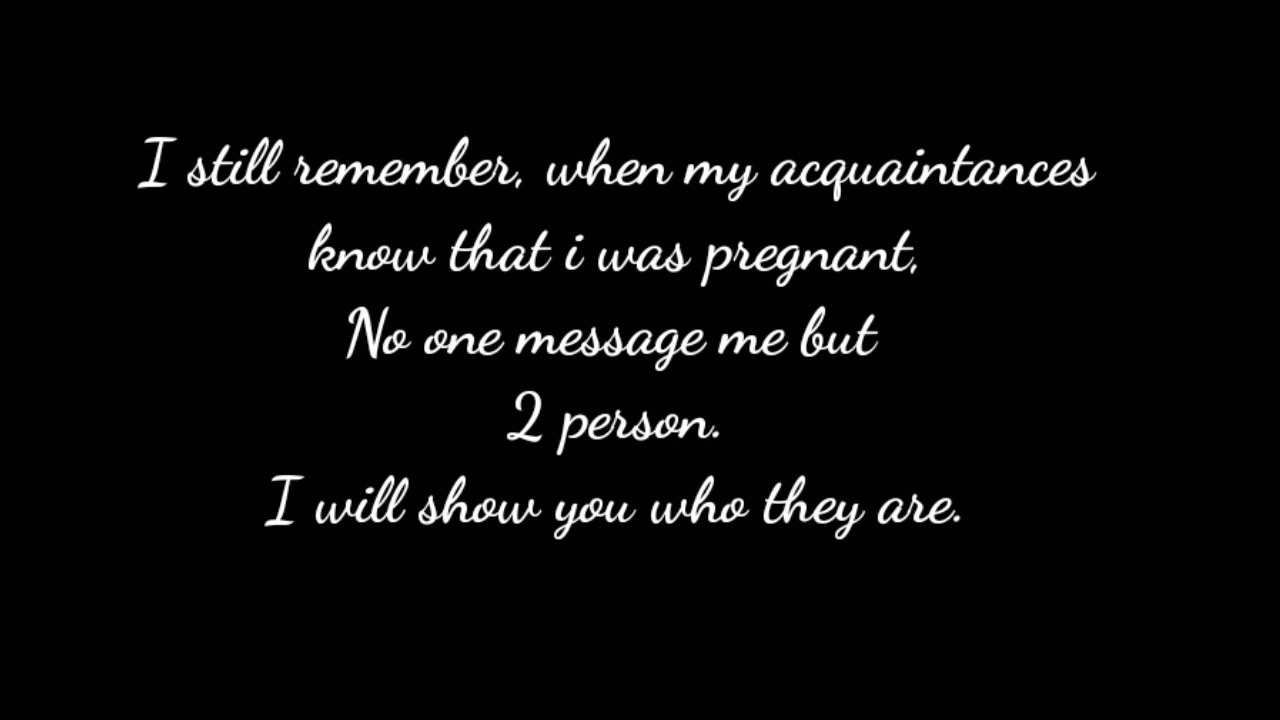 I still remember, when my acquaintances
know that i was pregnant,
No one message me but
2 person.
I will show you who they are.